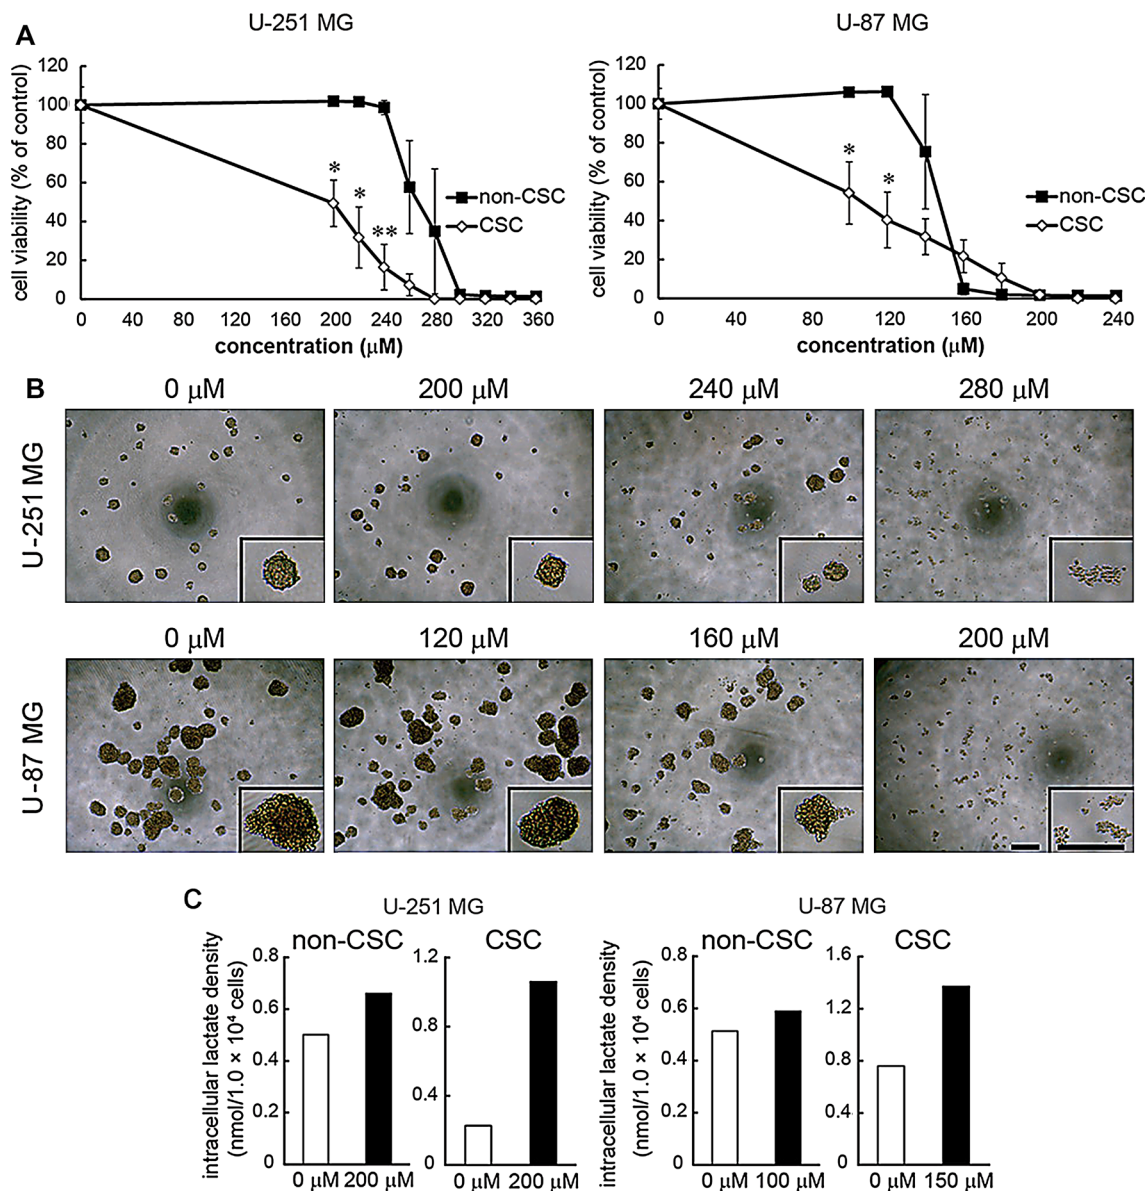 A
U-251 MG
cell viability (% of control)
120
100
80
60
40
20
0
*
*
**
non-CSC
CSC
0 40 80 120 160 200 240 280 320 360
concentration (μM)
U-87 MG
cell viability (% of control)
120
100
80
60
40
20
0
*
*
non-CSC
CSC
0 40 80 120 160 200 240
concentration (μM)
B
0 μM 200 μM 240 μM 280 μM
U-251 MG
0 μM 120 μM 160 μM 200 μM
U-87 MG
C
U-251 MG
intracellular lactate density
(nmol/1.0 × 10⁴ cells)
non-CSC
0.8
0.6
0.4
0.2
0
0 μM 200 μM
CSC
1.2
0.8
0.4
0
0 μM 200 μM
U-87 MG
intracellular lactate density
(nmol/1.0 × 10⁴ cells)
non-CSC
0.8
0.6
0.4
0.2
0
0 μM 100 μM
CSC
1.6
1.2
0.8
0.4
0
0 μM 150 μM